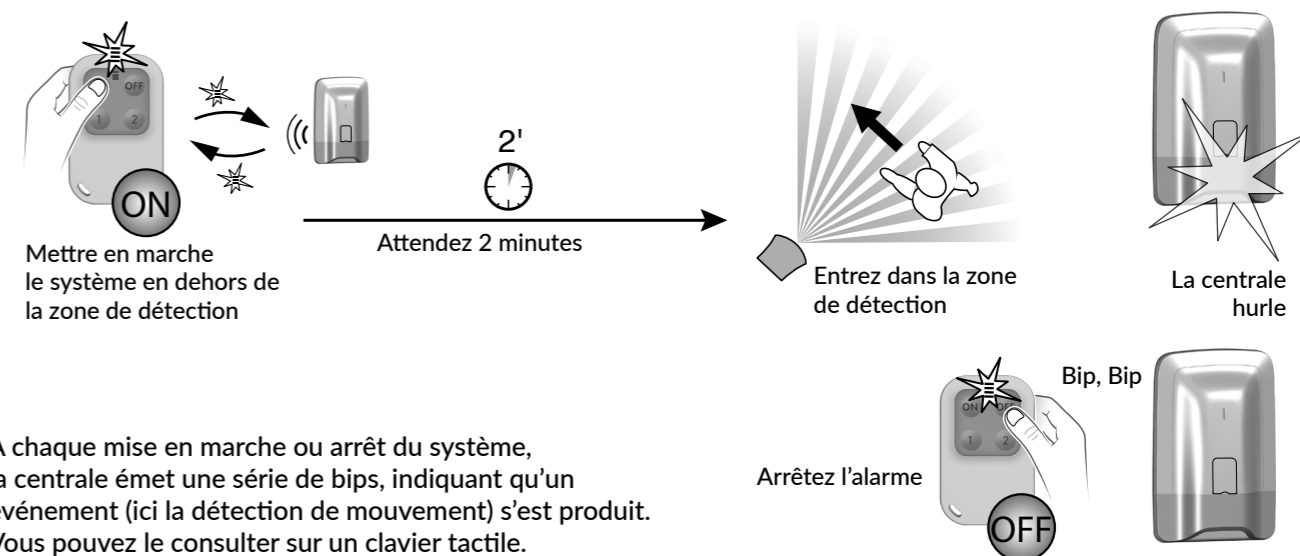 OFF
1 2
ON
2'
Mettre en marche
le système en dehors de
la zone de détection
Attendez 2 minutes
Entrez dans la zone
de détection
La centrale
hurle
Bip, Bip
ON OFF
1 2
Arrêtez l'alarme
OFF
A chaque mise en marche ou arrêt du système,
la centrale émet une série de bips, indiquant qu'un
événement (ici la détection de mouvement) s'est produit.
Vous pouvez le consulter sur un clavier tactile.